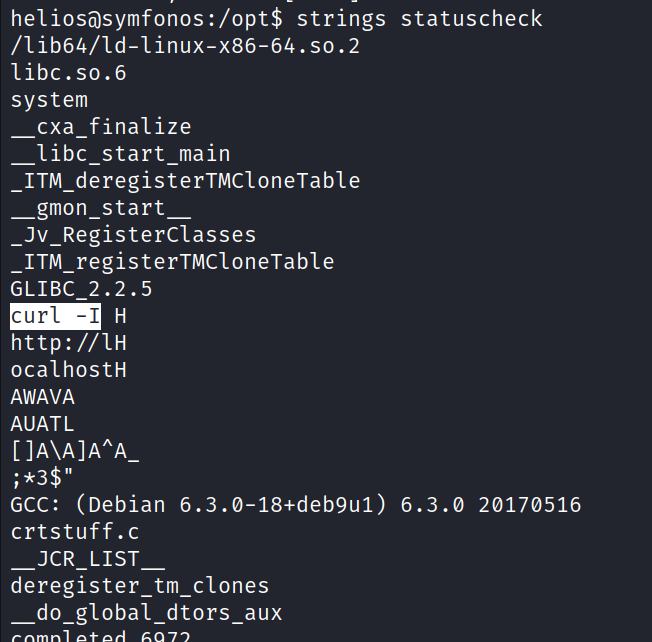 helios@symfonos:/opt$ strings statuscheck
/lib64/ld-linux-x86-64.so.2
libc.so.6
system
__cxa_finalize
__libc_start_main
_ITM_deregisterTMCloneTable
__gmon_start__
_Jv_RegisterClasses
_ITM_registerTMCloneTable
GLIBC_2.2.5
curl -I H
http://lH
ocalhostH
AWAVA
AUATL
[]A\A]A^A_
;*3$"
GCC: (Debian 6.3.0-18+deb9u1) 6.3.0 20170516
crtstuff.c
__JCR_LIST__
deregister_tm_clones
__do_global_dtors_aux
completed.6972